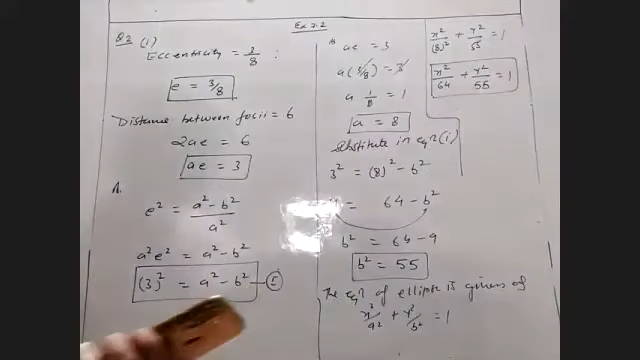 Ex 7.2
Q2 (i)
Eccentricity = 3/8 :
e = 3/8
Distance between focii = 6
2ae = 6
ae = 3
e² = a² - b² / a²
a²e² = a² - b²
(3)² = a² - b²
ae = 3
a (3/8) = 3
a 1/8 = 1
a = 8
Substitute in eqn (i)
3² = (8)² - b²
= 64 - b²
b² = 64 - 9
b² = 55
The eqn of ellipse is given of
x²/a² + y²/b² = 1
x²/(8)² + y²/55 = 1
x²/64 + y²/55 = 1